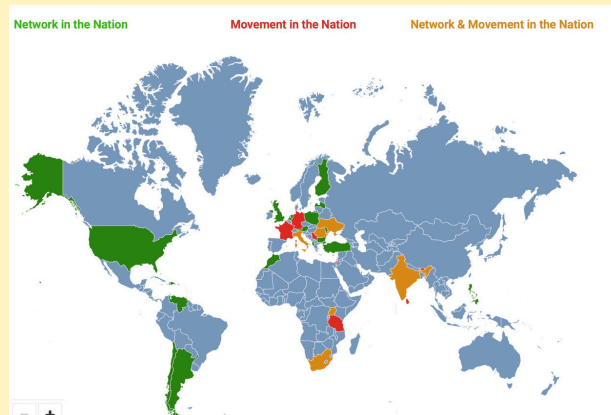 Network in the Nation
Movement in the Nation
Network & Movement in the Nation
- +